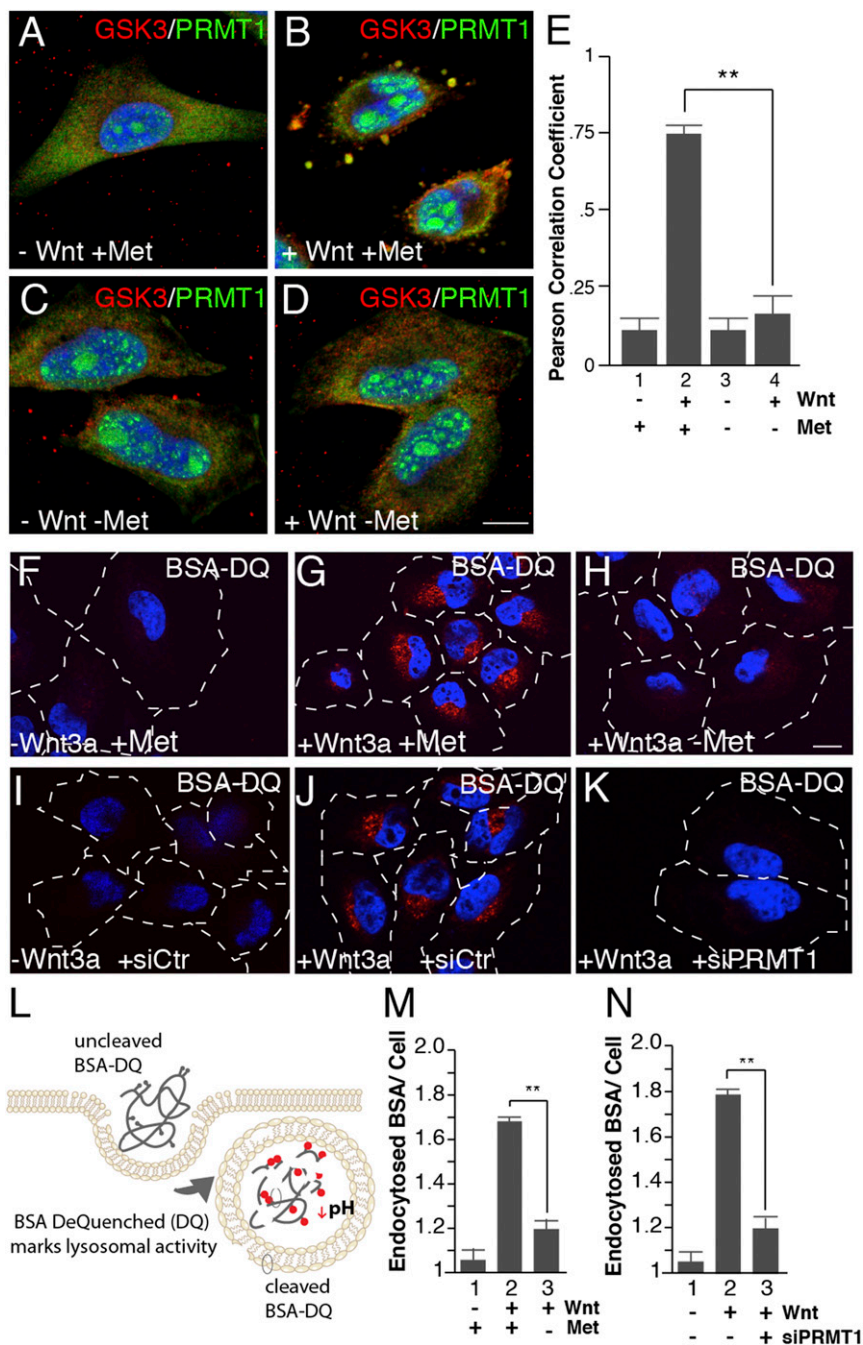 A
GSK3/PRMT1
- Wnt +Met
B
GSK3/PRMT1
+ Wnt +Met
C
GSK3/PRMT1
- Wnt -Met
D
GSK3/PRMT1
+ Wnt -Met
E
Pearson Correlation Coefficient
1
.75
.5
.25
0
**
1 2 3 4
- + - + Wnt
+ + - - Met
F
BSA-DQ
-Wnt3a +Met
G
BSA-DQ
+Wnt3a +Met
H
BSA-DQ
+Wnt3a -Met
I
BSA-DQ
-Wnt3a +siCtr
J
BSA-DQ
+Wnt3a +siCtr
K
BSA-DQ
+Wnt3a +siPRMT1
L
uncleaved
BSA-DQ
↓pH
BSA DeQuenched (DQ)
marks lysosomal activity
cleaved
BSA-DQ
M
Endocytosed BSA/ Cell
2.0
1.8
1.6
1.4
1.2
1
**
1 2 3
- + + Wnt
+ + - Met
N
Endocytosed BSA/ Cell
2.0
1.8
1.6
1.4
1.2
1
**
1 2 3
- + + Wnt
- - + siPRMT1